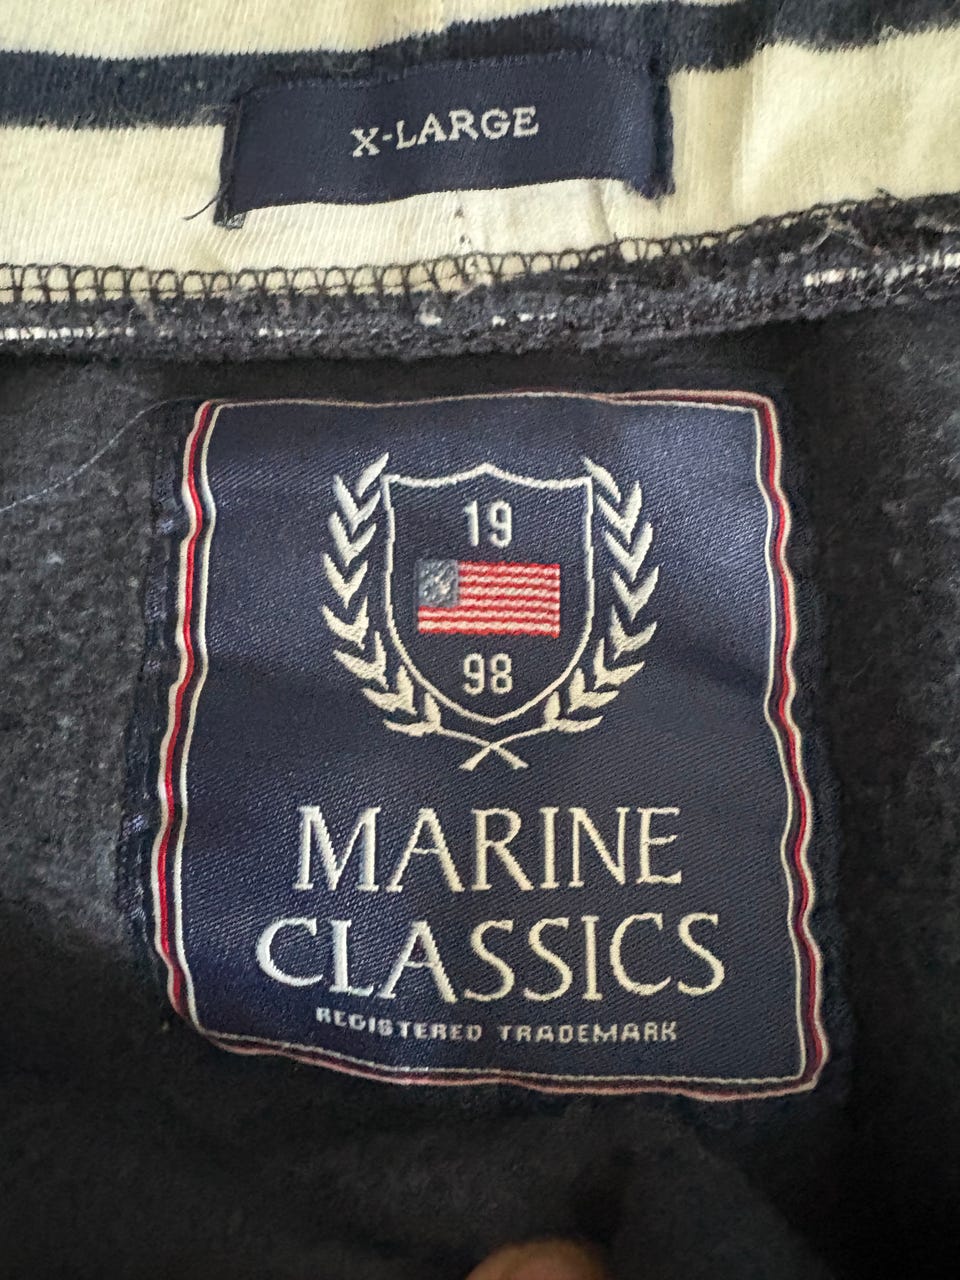 X-LARGE
19
98
MARINE
CLASSICS
REGISTERED TRADEMARK